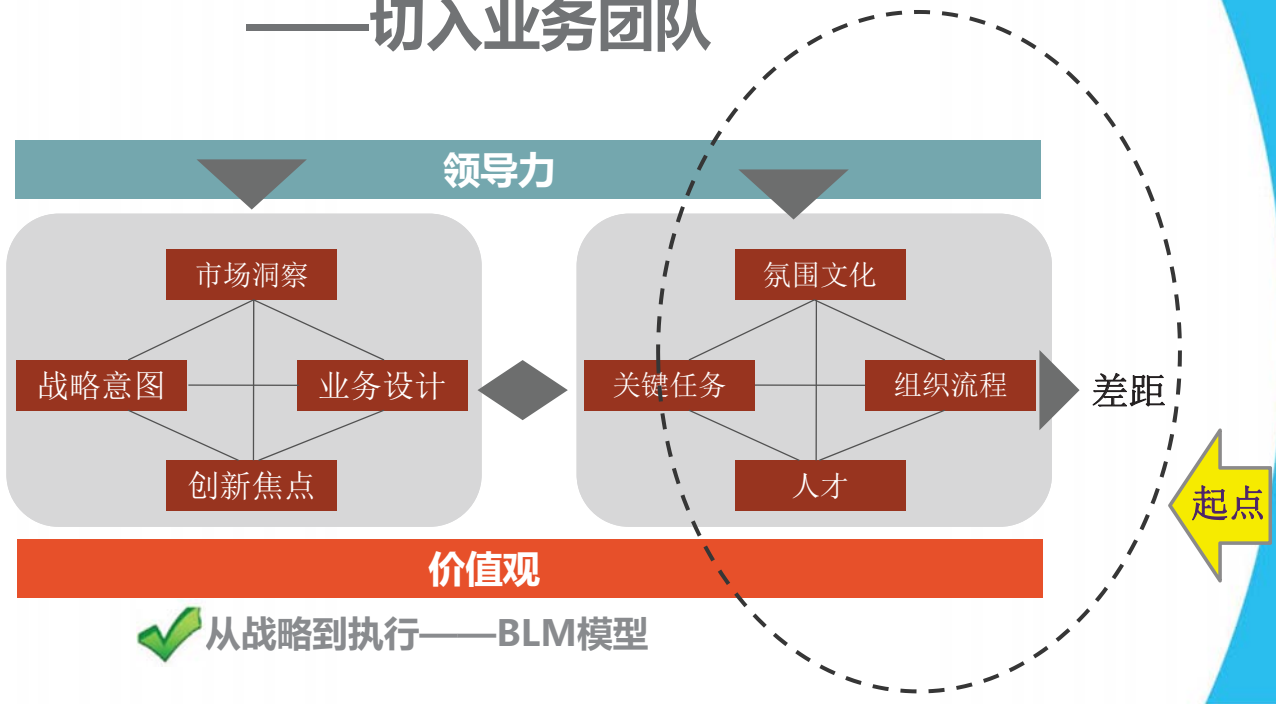 ——切入业务团队
领导力
市场洞察
氛围文化
战略意图
业务设计
关键任务
组织流程
差距
创新焦点
人才
起点
价值观
从战略到执行——BLM模型